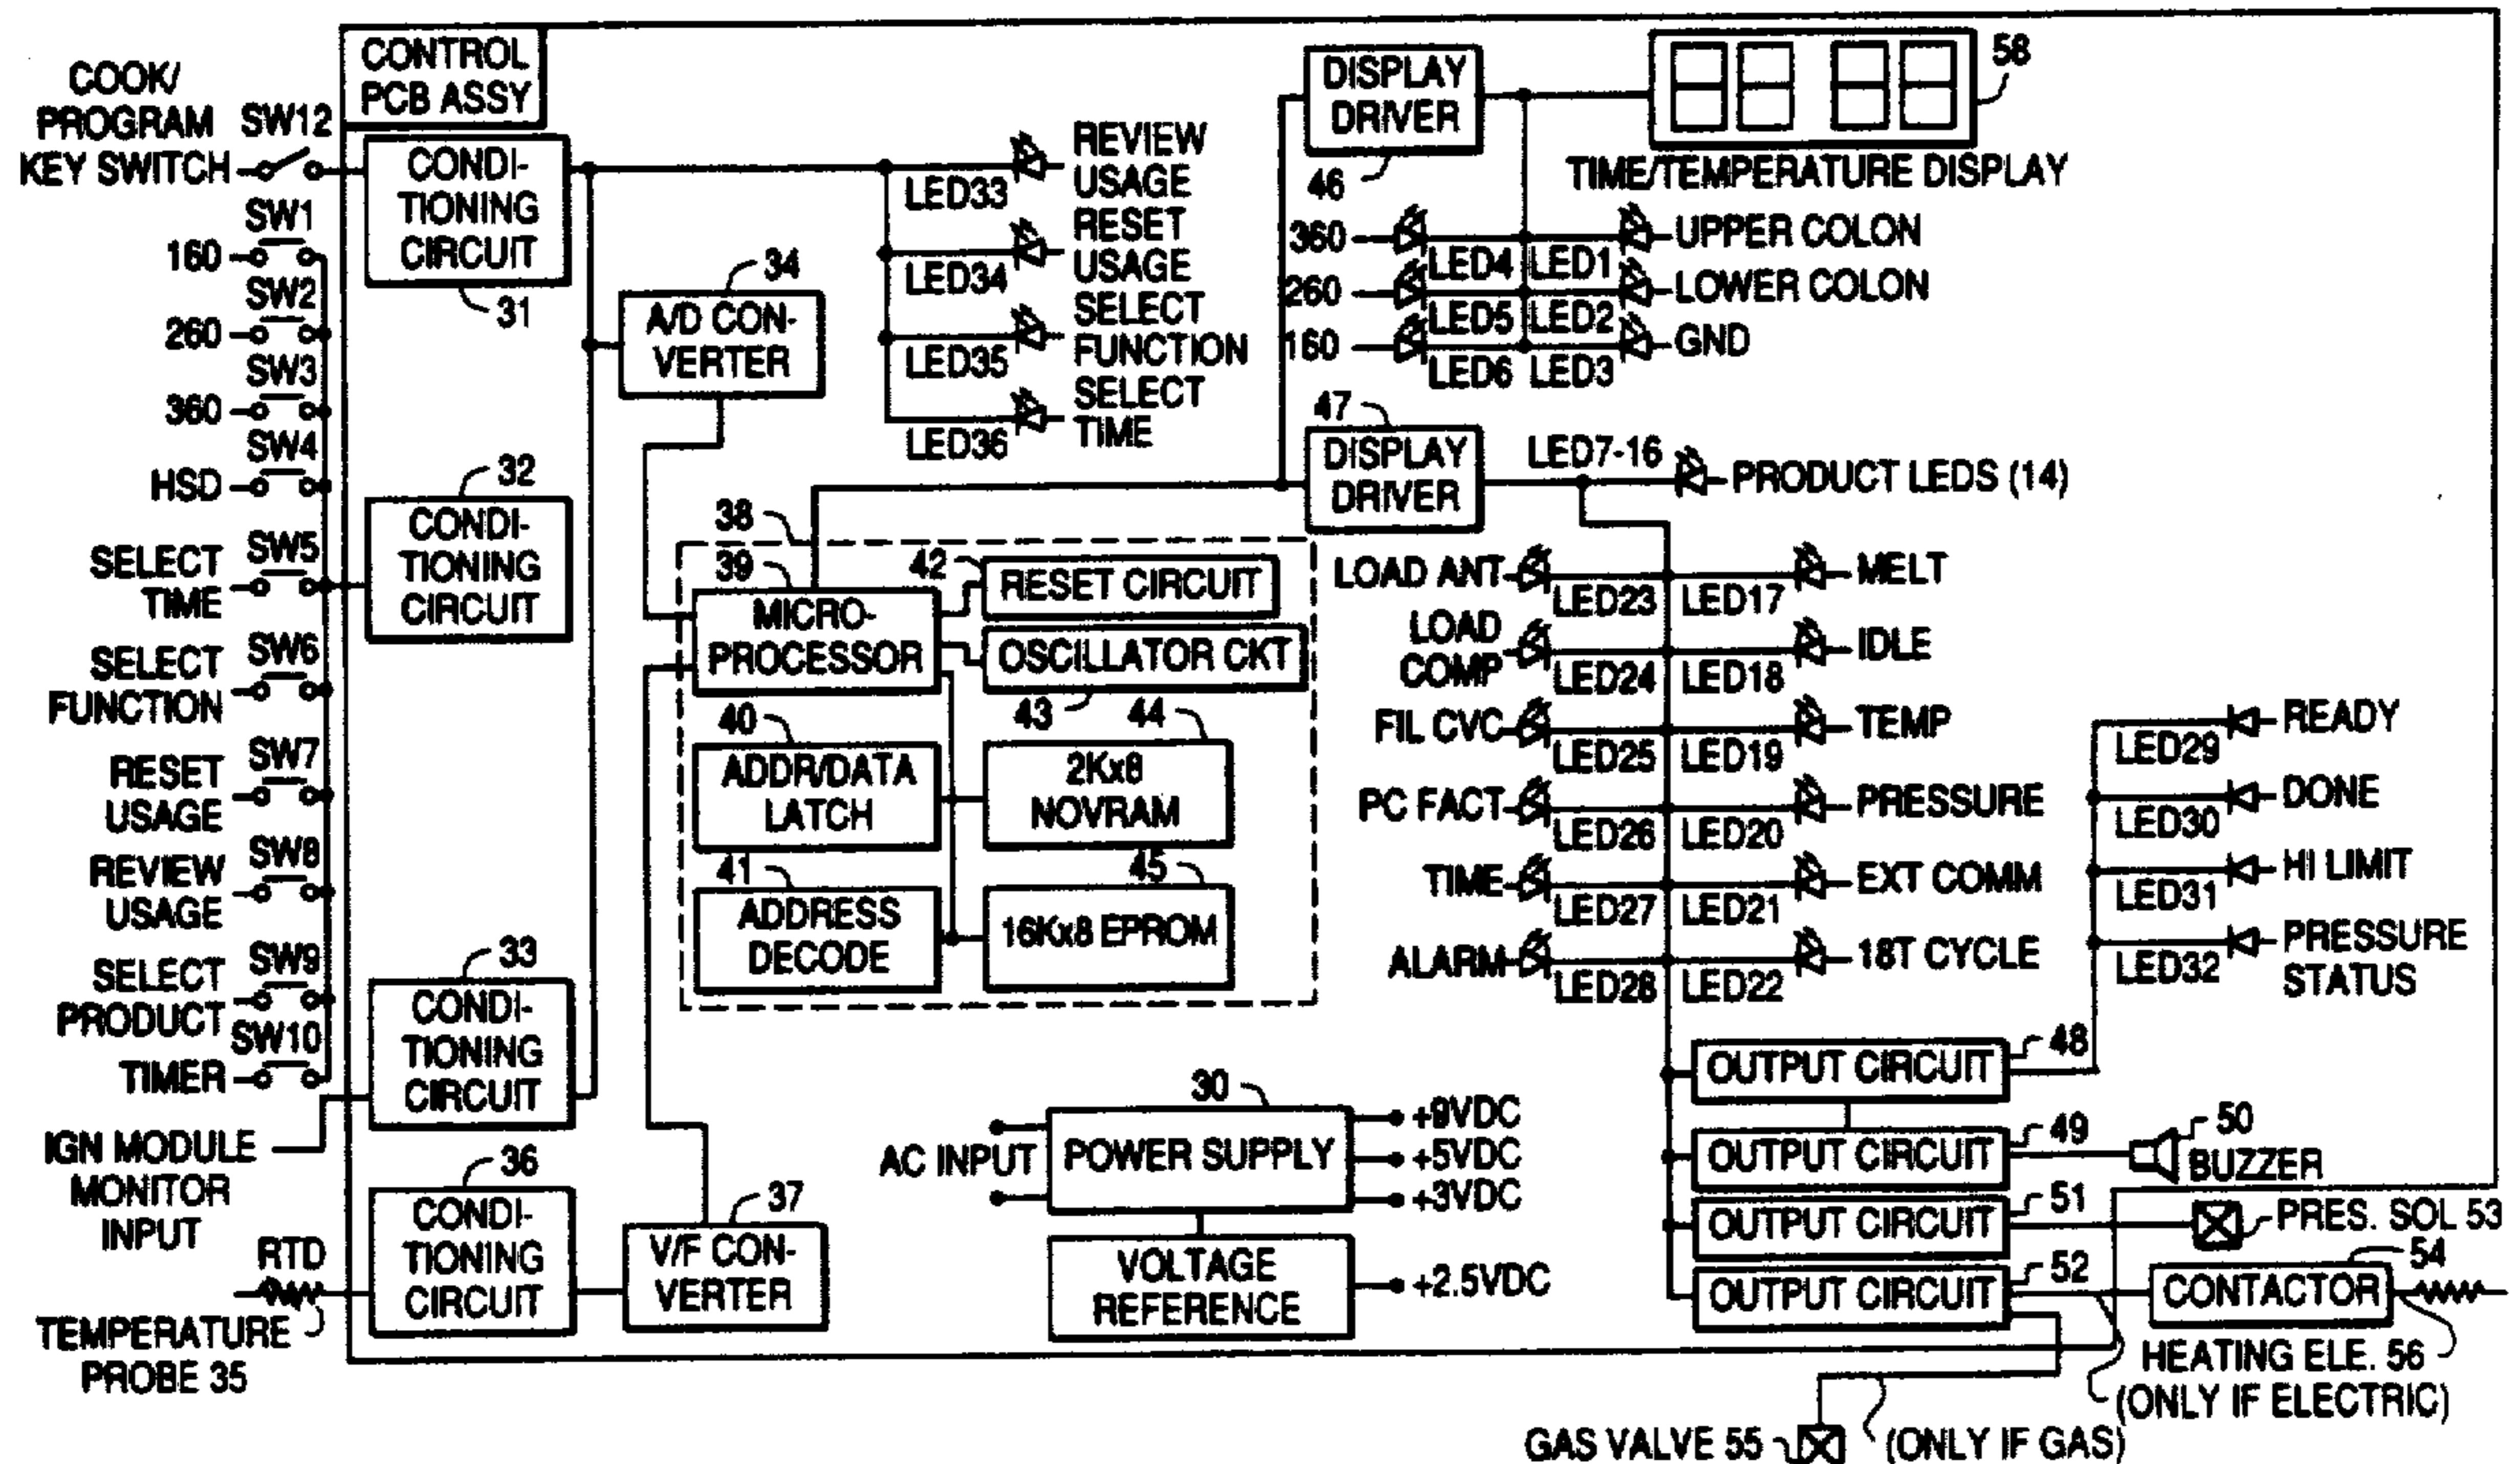 CONTROL
PCB ASSY
COOK/
PROGRAM
KEY SWITCH
SW12
SW1
160
SW2
260
SW3
360
SW4
HSD
SW5
SELECT
TIME
SW6
SELECT
FUNCTION
SW7
RESET
USAGE
SW8
REVIEW
USAGE
SW9
SELECT
PRODUCT
SW10
TIMER
IGN MODULE
MONITOR
INPUT
RTD
TEMPERATURE
PROBE 35
CONDI-
TIONING
CIRCUIT
31
32
CONDI-
TIONING
CIRCUIT
33
CONDI-
TIONING
CIRCUIT
36
CONDI-
TIONING
CIRCUIT
34
A/D CON-
VERTER
37
V/F CON-
VERTER
LED33
REVIEW
USAGE
LED34
RESET
USAGE
LED35
SELECT
FUNCTION
LED36
SELECT
TIME
38
39
MICRO-
PROCESSOR
42
RESET CIRCUIT
OSCILLATOR CKT
43
40
ADDR/DATA
LATCH
44
2Kx8
NOVRAM
41
ADDRESS
DECODE
45
16Kx8 EPROM
30
AC INPUT
POWER SUPPLY
+9VDC
+5VDC
+3VDC
VOLTAGE
REFERENCE
+2.5VDC
DISPLAY
DRIVER
46
58
TIME/TEMPERATURE DISPLAY
360
LED4
LED1
UPPER COLON
260
LED5
LED2
LOWER COLON
160
LED6
LED3
GND
47
DISPLAY
DRIVER
LED7-16
PRODUCT LEDS (14)
LOAD ANT
LED23
LED17
MELT
LOAD
COMP
LED24
LED18
IDLE
FIL CVC
LED25
LED19
TEMP
PC FACT
LED26
LED20
PRESSURE
TIME
LED27
LED21
EXT COMM
ALARM
LED28
LED22
18T CYCLE
LED29
READY
LED30
DONE
LED31
HI LIMIT
LED32
PRESSURE
STATUS
OUTPUT CIRCUIT
48
OUTPUT CIRCUIT
49
50
BUZZER
OUTPUT CIRCUIT
51
PRES. SOL 53
OUTPUT CIRCUIT
52
54
CONTACTOR
HEATING ELE. 56
(ONLY IF ELECTRIC)
GAS VALVE 55
(ONLY IF GAS)